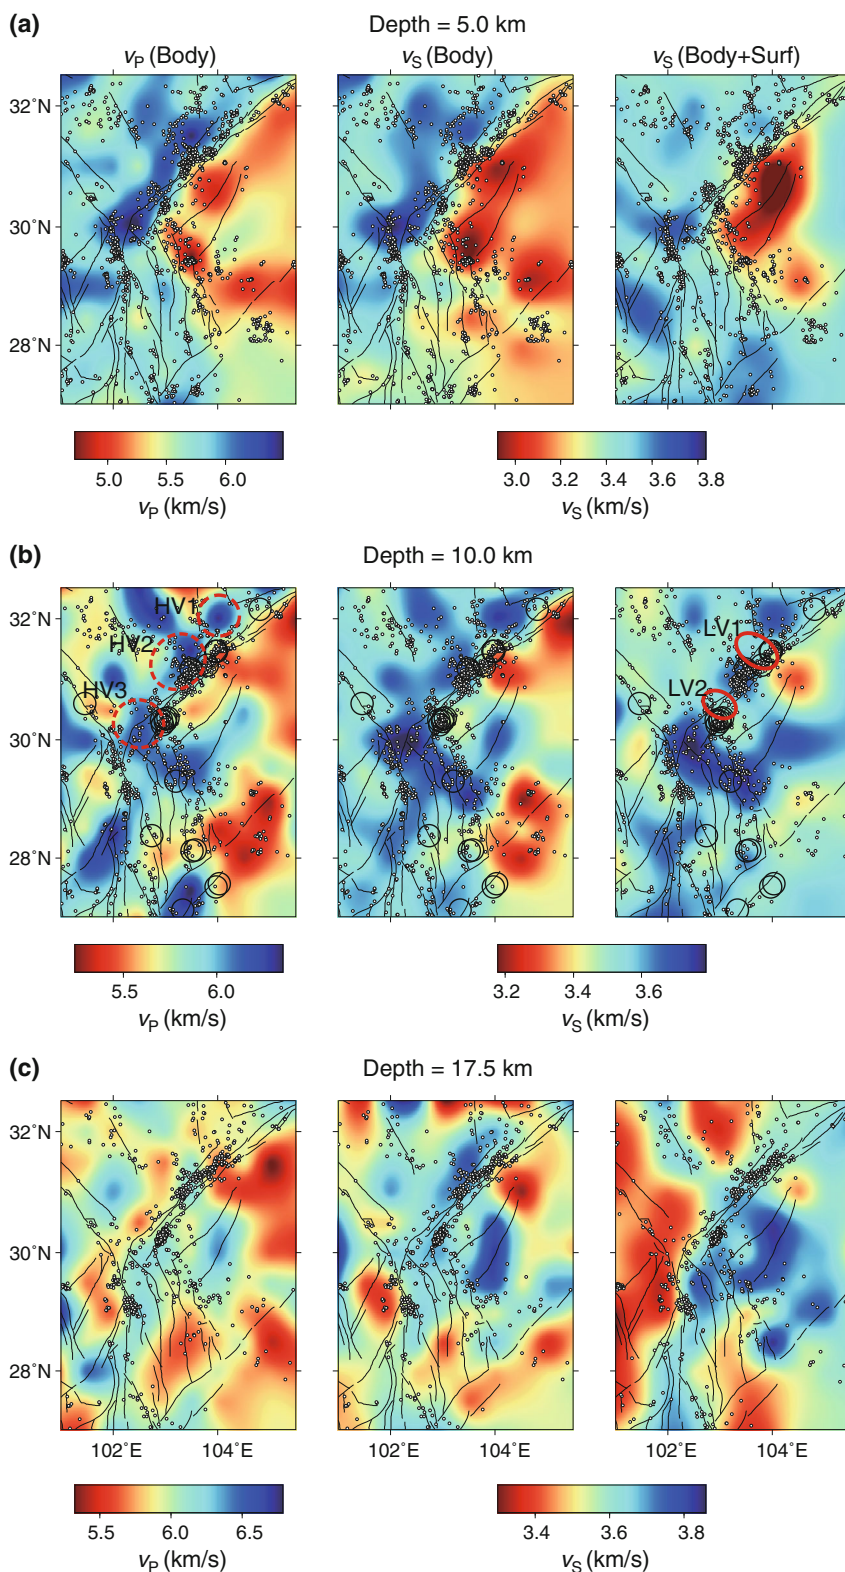 (a)
Depth = 5.0 km
vP (Body)
vS (Body)
vS (Body+Surf)
32°N
30°N
28°N
5.0 5.5 6.0
vP (km/s)
3.0 3.2 3.4 3.6 3.8
vS (km/s)
(b)
Depth = 10.0 km
HV1
HV2
HV3
LV1
LV2
32°N
30°N
28°N
5.5 6.0
vP (km/s)
3.2 3.4 3.6
vS (km/s)
(c)
Depth = 17.5 km
32°N
30°N
28°N
102°E 104°E
102°E 104°E
102°E 104°E
5.5 6.0 6.5
vP (km/s)
3.4 3.6 3.8
vS (km/s)